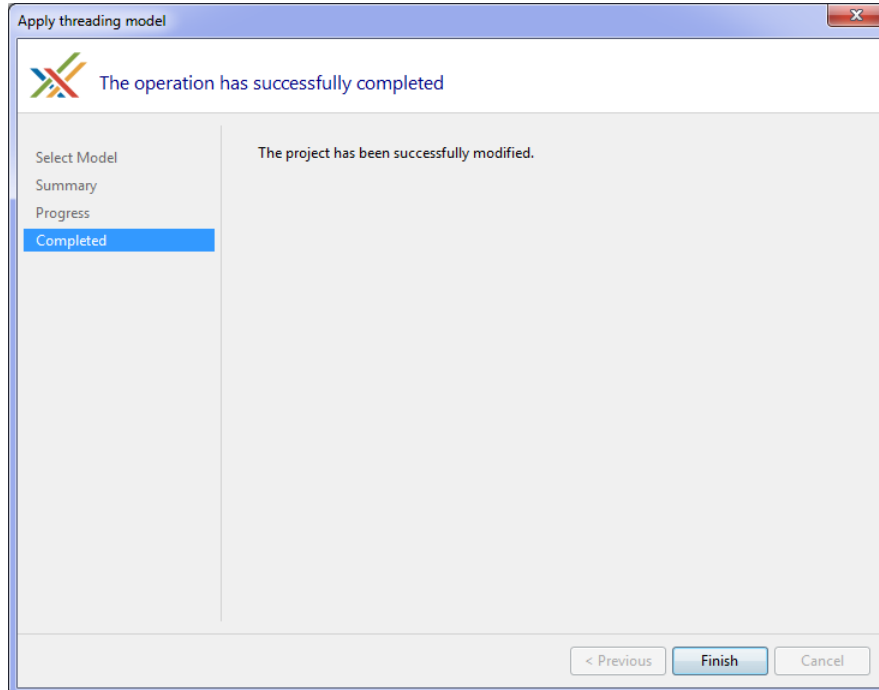 Apply threading model
The operation has successfully completed
Select Model
Summary
Progress
Completed
The project has been successfully modified.
< Previous
Finish
Cancel